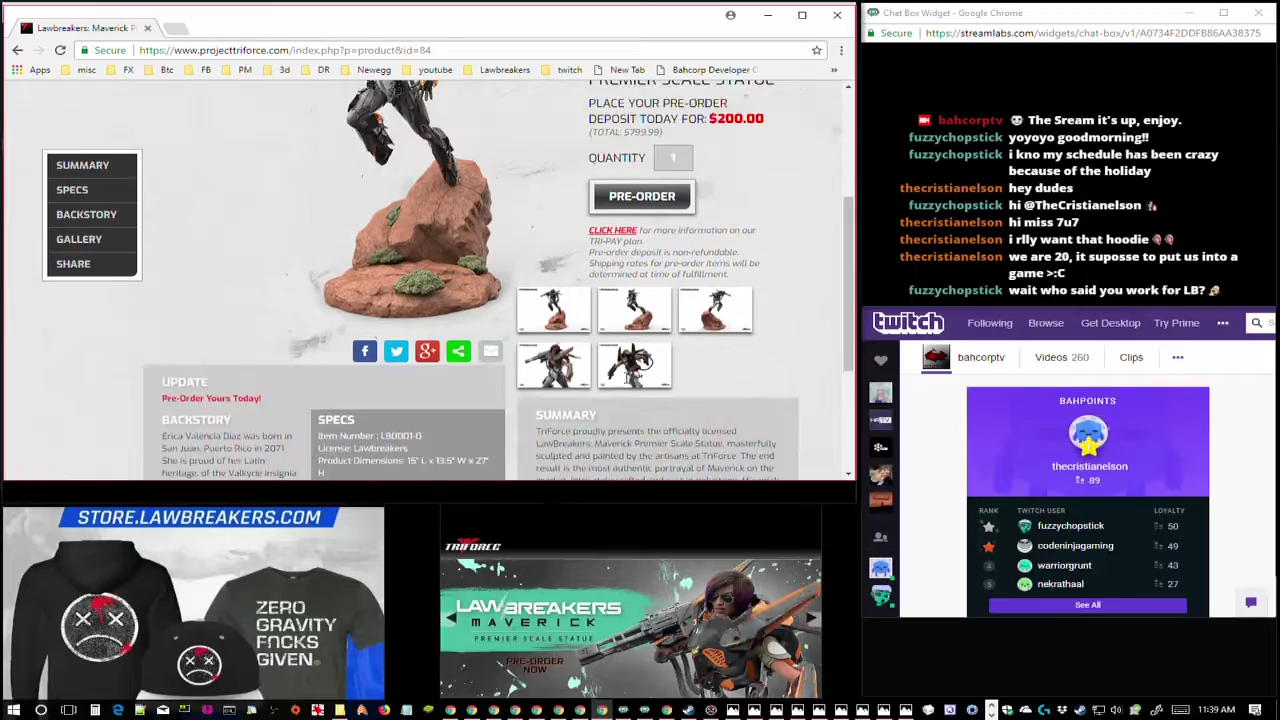 Lawbreakers: Maverick P
Secure
https://www.projecttriforce.com/index.php?p=product&id=84
Apps
misc
FX
Btc
FB
PM
3d
DR
Newegg
youtube
Lawbreakers
twitch
New Tab
Bahcorp Developer C
»
PREMIER SCALE STATUE
PLACE YOUR PRE-ORDER
DEPOSIT TODAY FOR: $200.00
(TOTAL: $799.99)
QUANTITY 1
PRE-ORDER
CLICK HERE for more information on our
TRI-PAY plan.
Pre-order deposit is non-refundable.
Shipping rates for pre-order items will be
determined at time of fulfillment.
SUMMARY
SPECS
BACKSTORY
GALLERY
SHARE
UPDATE
Pre-Order Yours Today!
BACKSTORY
Erica Valencia Diaz was born in
San Juan, Puerto Rico in 2071
She is proud of her Latin
heritage, of the Valkyrie insignia
SPECS
Item Number : LB0001-0
License: Lawbreakers
Product Dimensions: 15" L x 13.5" W x 27"
H
SUMMARY
TriForce proudly presents the officially licensed
LawBreakers: Maverick Premier Scale Statue, masterfully
sculpted and painted by the artisans at TriForce. The end
result is the most authentic portrayal of Maverick on the
Chat Box Widget - Google Chrome
Secure
https://streamlabs.com/widgets/chat-box/v1/A0734F2DDFB86AA38375
bahcorptv The Sream it's up, enjoy.
fuzzychopstick yoyoyo goodmorning!!
fuzzychopstick i kno my schedule has been crazy
because of the holiday
thecristianelson hey dudes
fuzzychopstick hi @TheCristianelson
thecristianelson hi miss 7u7
thecristianelson i rlly want that hoodie
thecristianelson we are 20, it suposse to put us into a
game >:C
fuzzychopstick wait who said you work for LB?
twitch
Following
Browse
Get Desktop
Try Prime
•••
S
bahcorptv
Videos 260
Clips
•••
BAHPOINTS
thecristianelson
89
RANK
TWITCH USER
LOYALTY
fuzzychopstick 50
codeninjagaming 49
4 warriorgrunt 43
5 nekrathaal 27
See All
STORE.LAWBREAKERS.COM
ZERO
GRAVITY
FXCKS
GIVEN.
TRIFORCE
LAWBREAKERS
MAVERICK
PREMIER SCALE STATUE
PRE-ORDER
NOW
11:39 AM